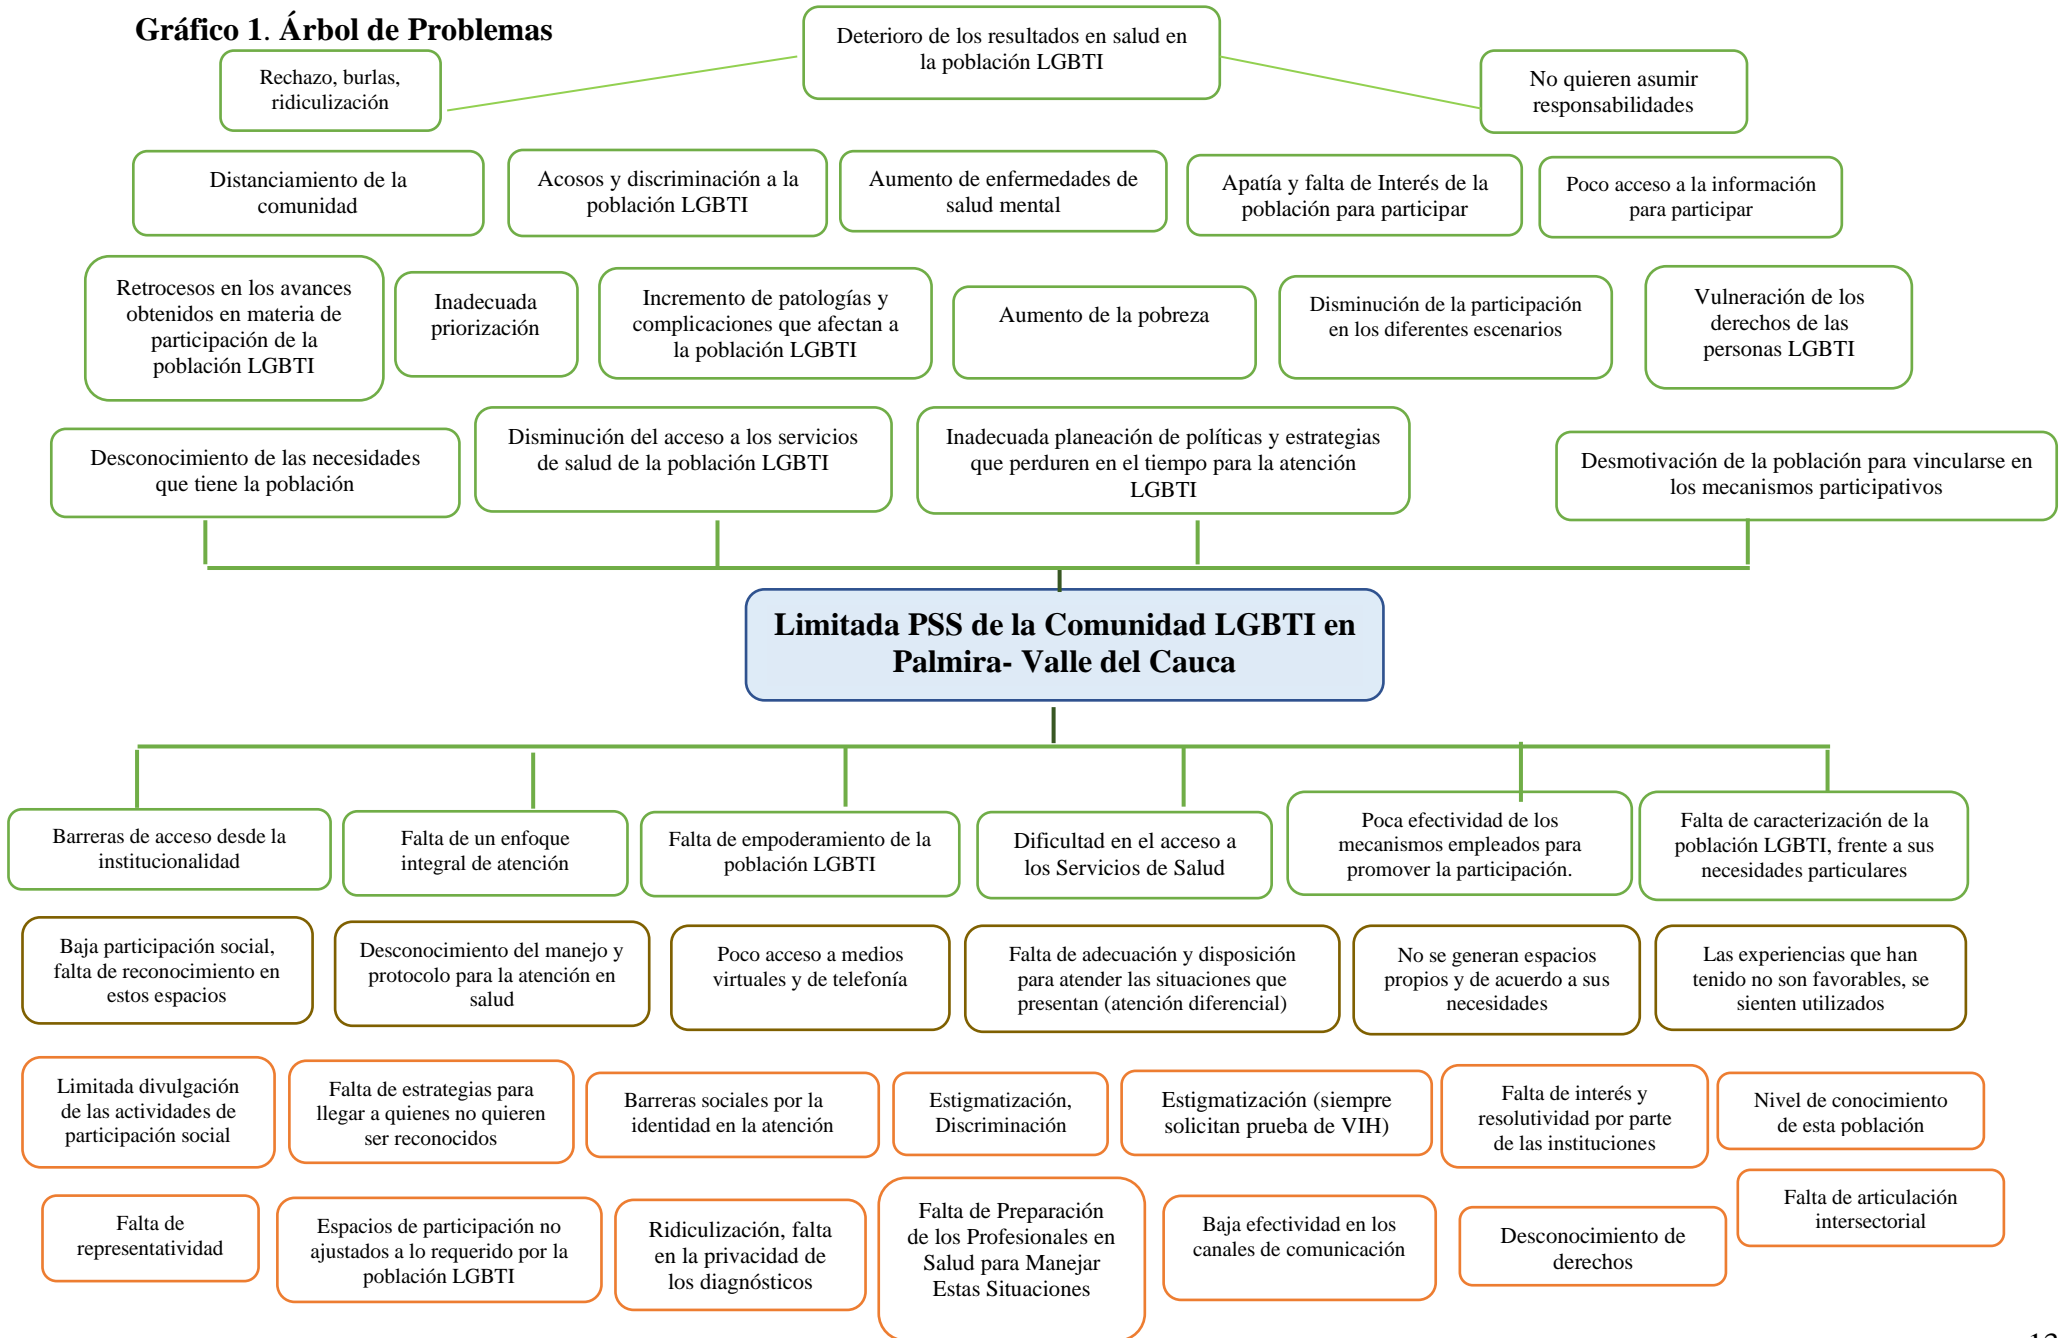 Gráfico 1. Árbol de Problemas
Deterioro de los resultados en salud en
la población LGBTI
Rechazo, burlas,
ridiculización
No quieren asumir
responsabilidades
Distanciamiento de la
comunidad
Acosos y discriminación a la
población LGBTI
Aumento de enfermedades de
salud mental
Apatía y falta de Interés de la
población para participar
Poco acceso a la información
para participar
Retrocesos en los avances
obtenidos en materia de
participación de la
población LGBTI
Inadecuada
priorización
Incremento de patologías y
complicaciones que afectan a
la población LGBTI
Aumento de la pobreza
Disminución de la participación
en los diferentes escenarios
Vulneración de los
derechos de las
personas LGBTI
Desconocimiento de las necesidades
que tiene la población
Disminución del acceso a los servicios
de salud de la población LGBTI
Inadecuada planeación de políticas y estrategias
que perduren en el tiempo para la atención
LGBTI
Desmotivación de la población para vincularse en
los mecanismos participativos
Limitada PSS de la Comunidad LGBTI en
Palmira- Valle del Cauca
Barreras de acceso desde la
institucionalidad
Falta de un enfoque
integral de atención
Falta de empoderamiento de la
población LGBTI
Dificultad en el acceso a
los Servicios de Salud
Poca efectividad de los
mecanismos empleados para
promover la participación.
Falta de caracterización de la
población LGBTI, frente a sus
necesidades particulares
Baja participación social,
falta de reconocimiento en
estos espacios
Desconocimiento del manejo y
protocolo para la atención en
salud
Poco acceso a medios
virtuales y de telefonía
Falta de adecuación y disposición
para atender las situaciones que
presentan (atención diferencial)
No se generan espacios
propios y de acuerdo a sus
necesidades
Las experiencias que han
tenido no son favorables, se
sienten utilizados
Limitada divulgación
de las actividades de
participación social
Falta de estrategias para
llegar a quienes no quieren
ser reconocidos
Barreras sociales por la
identidad en la atención
Estigmatización,
Discriminación
Estigmatización (siempre
solicitan prueba de VIH)
Falta de interés y
resolutividad por parte
de las instituciones
Nivel de conocimiento
de esta población
Falta de
representatividad
Espacios de participación no
ajustados a lo requerido por la
población LGBTI
Ridiculización, falta
en la privacidad de
los diagnósticos
Falta de Preparación
de los Profesionales en
Salud para Manejar
Estas Situaciones
Baja efectividad en los
canales de comunicación
Desconocimiento de
derechos
Falta de articulación
intersectorial